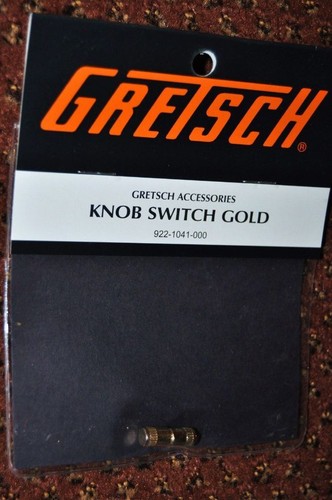 GRETSCH®
GRETSCH ACCESSORIES
KNOB SWITCH GOLD
922-1041-000